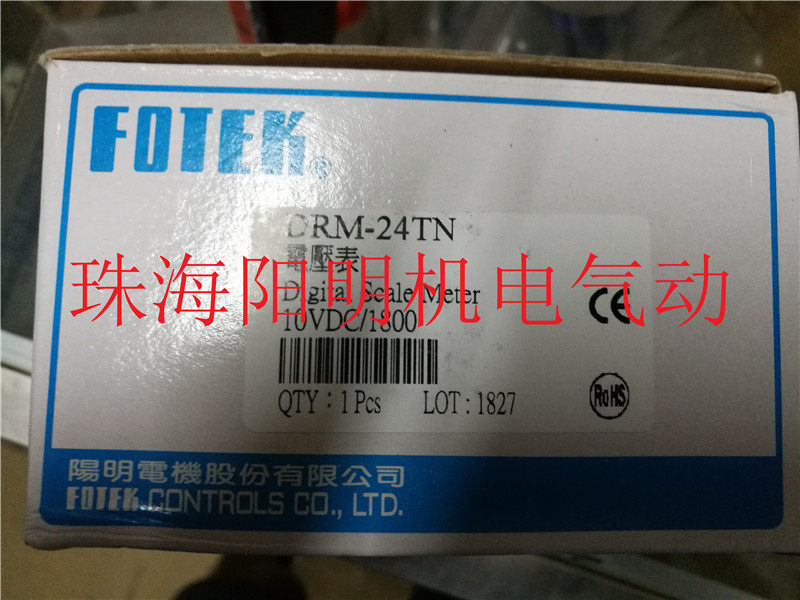 FOTEK®
DRM-24TN
電壓表
珠海阳明机电气动
Digital Scale Meter
10VDC/1800
CE
QTY : 1 Pcs LOT : 1827
RoHS
陽明電機股份有限公司
FOTEK CONTROLS CO., LTD.